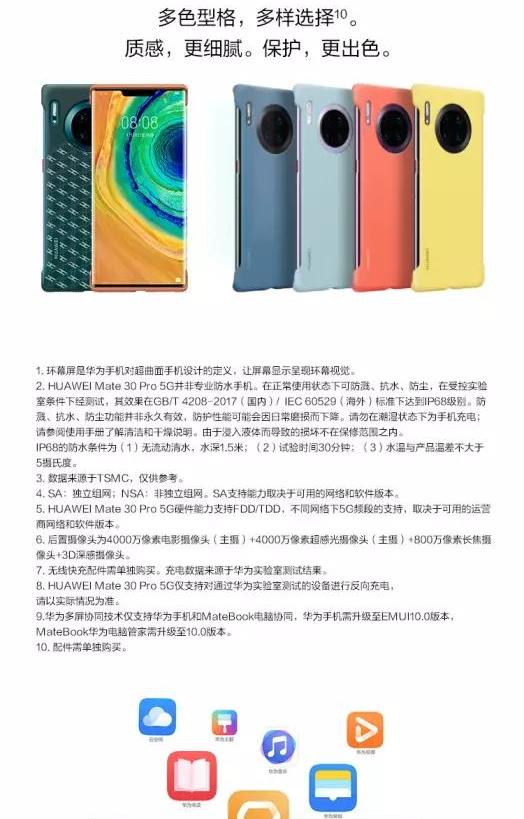 多色型格，多样选择10。
质感，更细腻。保护，更出色。
08:08
HUAWEI
1. 环幕屏是华为手机对超曲面手机设计的定义，让屏幕显示呈现环幕视觉。
2. HUAWEI Mate 30 Pro 5G并非专业防水手机。在正常使用状态下可防溅、抗水、防尘，在受控实验
室条件下经测试，其效果在GB/T 4208-2017（国内）/ IEC 60529（海外）标准下达到IP68级别。防
溅、抗水、防尘功能并非永久有效，防护性能可能会因日常磨损而下降。请勿在潮湿状态下为手机充电；
请参阅使用手册了解清洁和干燥说明。由于浸入液体而导致的损坏不在保修范围之内。
IP68的防水条件为（1）无流动清水，水深1.5米；（2）试验时间30分钟；（3）水温与产品温差不大于
5摄氏度。
3. 数据来源于TSMC，仅供参考。
4. SA：独立组网；NSA：非独立组网。SA支持能力取决于可用的网络和软件版本。
5. HUAWEI Mate 30 Pro 5G硬件能力支持FDD/TDD，不同网络下5G频段的支持，取决于可用的运营
商网络和软件版本。
6. 后置摄像头为4000万像素电影摄像头（主摄）+4000万像素超感光摄像头（主摄）+800万像素长焦摄
像头+3D深感摄像头。
7. 无线快充配件需单独购买。充电数据来源于华为实验室测试结果。
8. HUAWEI Mate 30 Pro 5G仅支持对通过华为实验室测试的设备进行反向充电，
请以实际情况为准。
9.华为多屏协同技术仅支持华为手机和MateBook电脑协同，华为手机需升级至EMUI10.0版本，
MateBook华为电脑管家需升级至10.0版本。
10. 配件需单独购买。
云空间
华为主题
华为音乐
华为视频
华为阅读
华为钱包